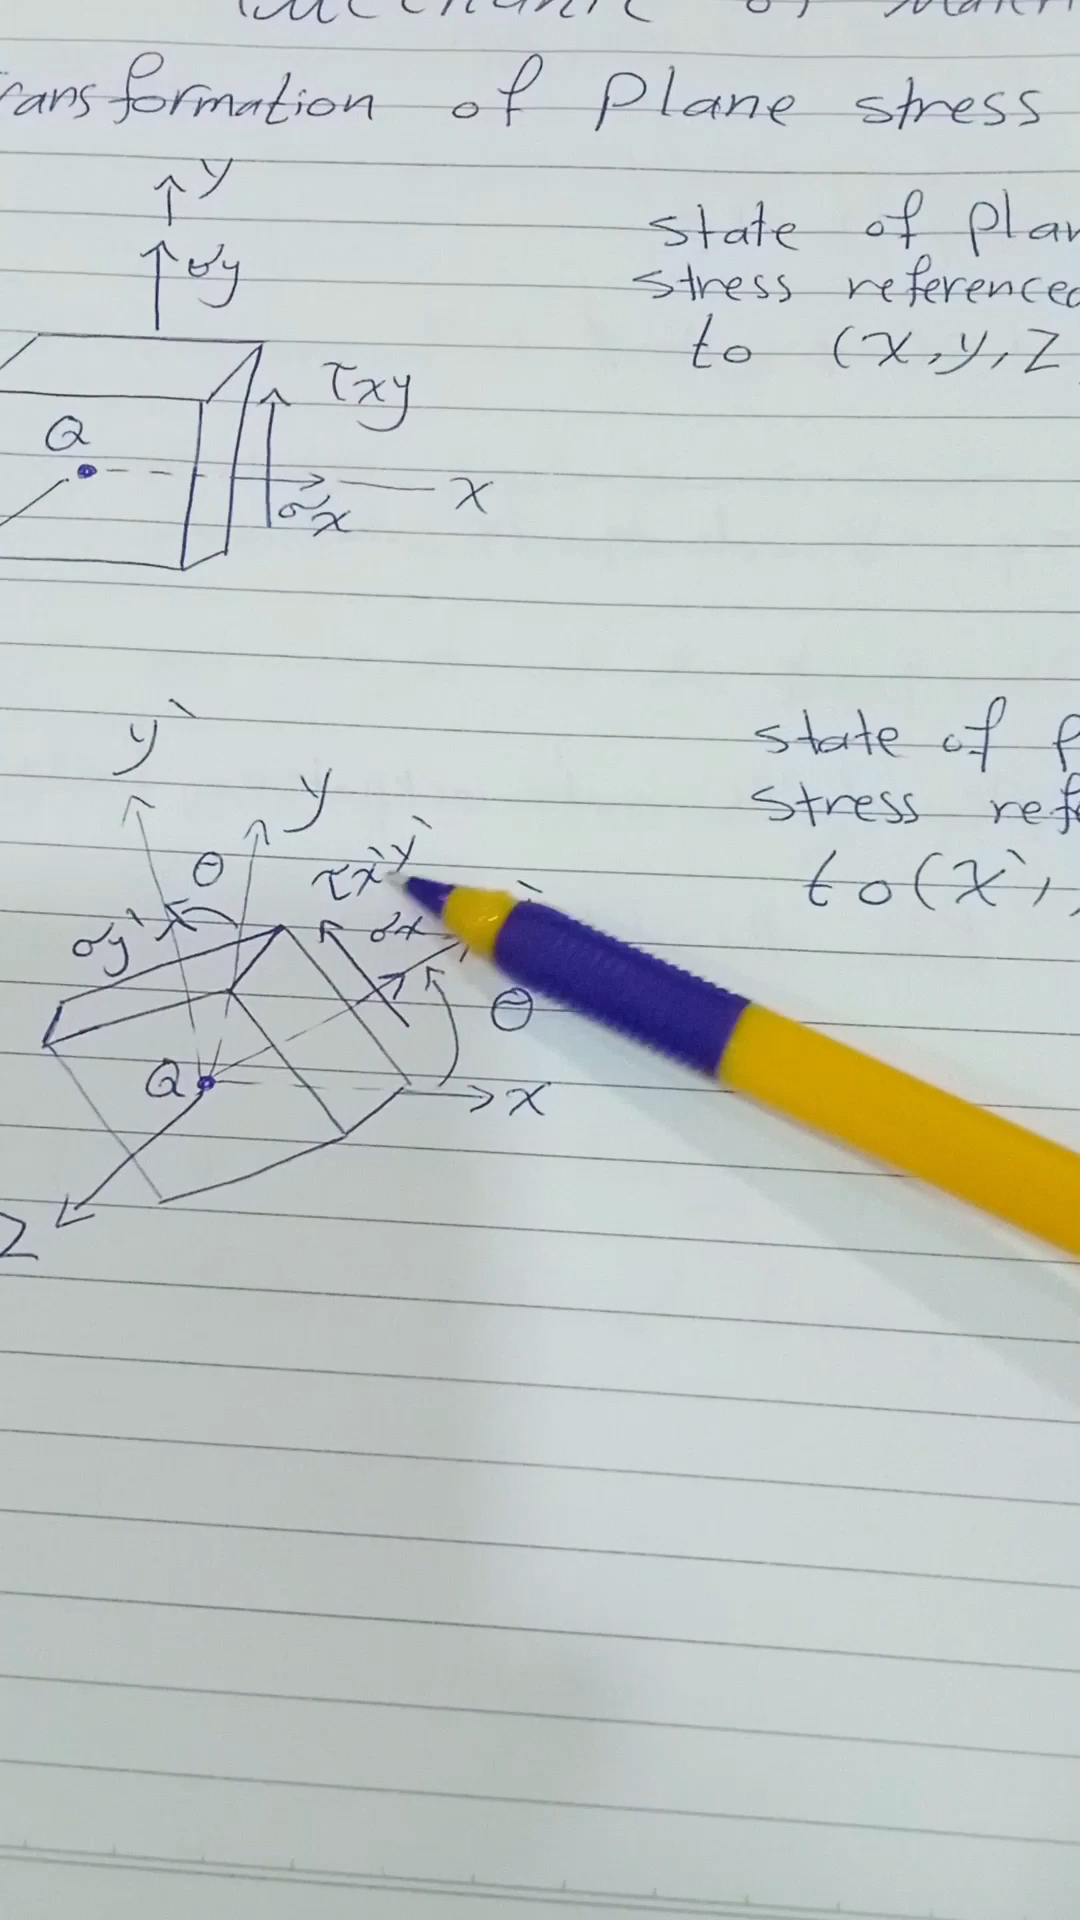 of
Transformation of Plane stress
y
σy
state of
stress referenced
to (x,y,z
τxy
Q
x
σx
y`
state of
y
stress
θ
τx`y`
to(x`,
σy`
σx
θ
Q
x
Z